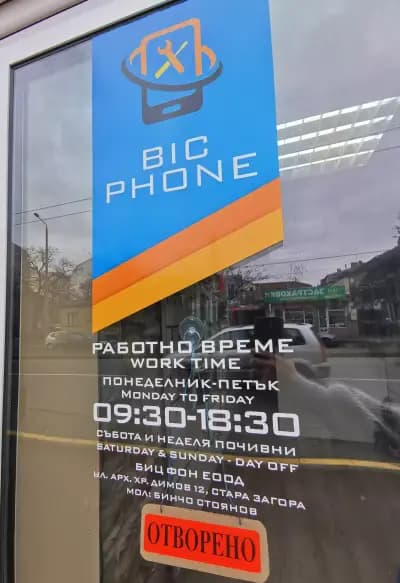 BIC
PHONE
ЗАСТРАХОВКИ
РАБОТНО ВРЕМЕ
WORK TIME
ПОНЕДЕЛНИК-ПЕТЪК
MONDAY TO FRIDAY
09:30-18:30
СЪБОТА И НЕДЕЛЯ ПОЧИВНИ
SATURDAY & SUNDAY - DAY OFF
БИЦ ФОН ЕООД
УЛ. АРХ. ХР. ДИМОВ 12, СТАРА ЗАГОРА
МОЛ: БИНЧО СТОЯНОВ
ОТВОРЕНО